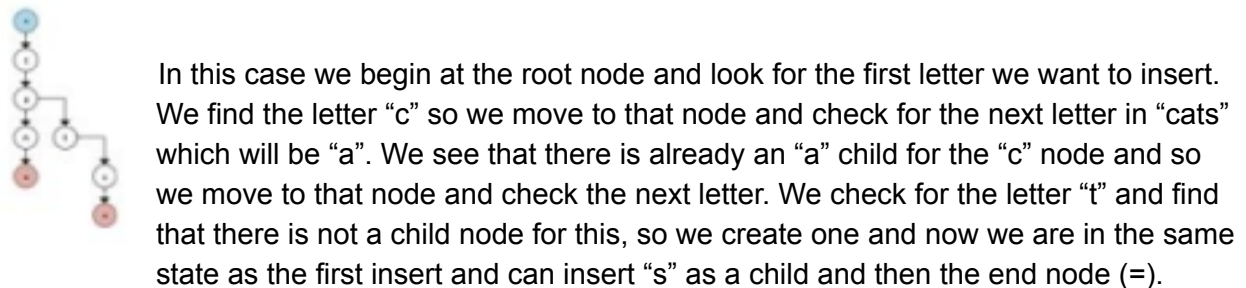 In this case we begin at the root node and look for the first letter we want to insert.
We find the letter “c” so we move to that node and check for the next letter in “cats”
which will be “a”. We see that there is already an “a” child for the “c” node and so
we move to that node and check the next letter. We check for the letter “t” and find
that there is not a child node for this, so we create one and now we are in the same
state as the first insert and can insert “s” as a child and then the end node (=).